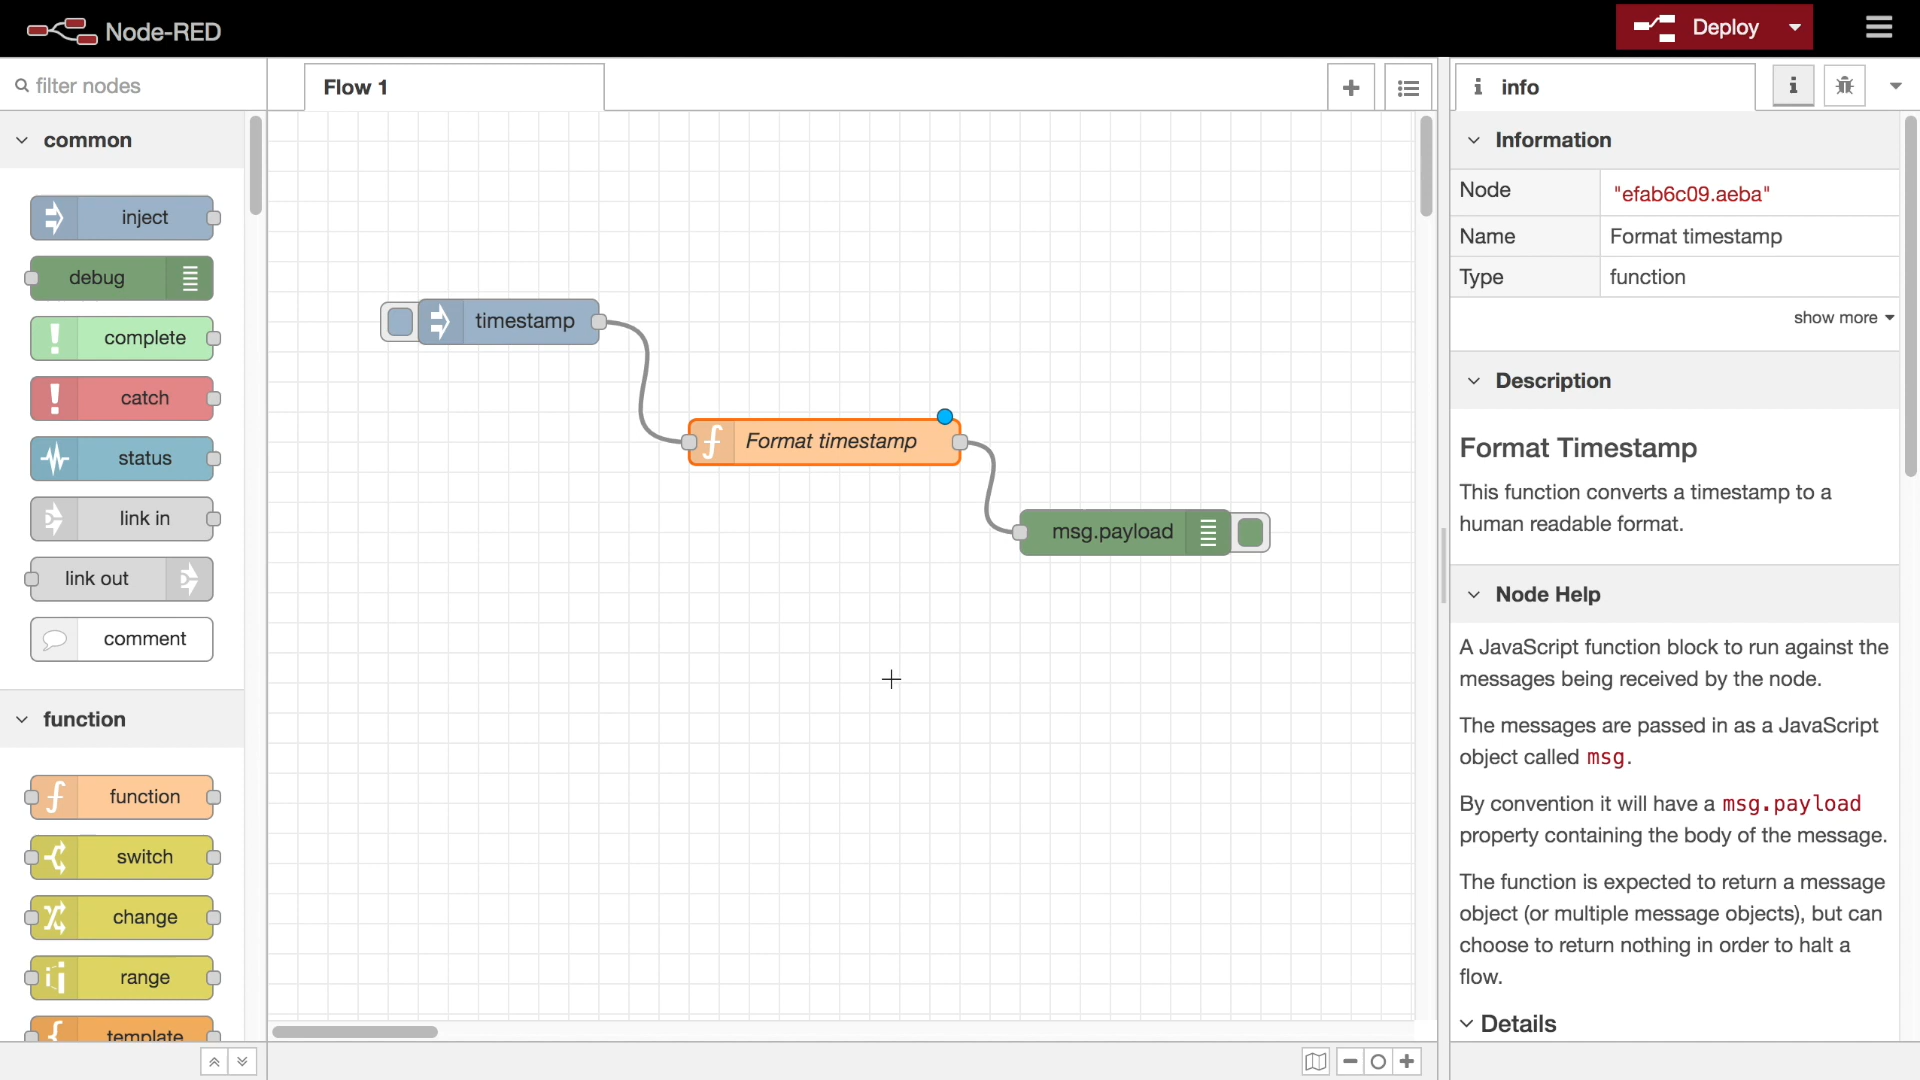 Node-RED
Deploy
filter nodes
common
inject
debug
complete
catch
status
link in
link out
comment
function
function
switch
change
range
template
Flow 1
timestamp
Format timestamp
msg.payload
i info
i
Information
Node "efab6c09.aeba"
Name Format timestamp
Type function
show more
Description
Format Timestamp
This function converts a timestamp to a
human readable format.
Node Help
A JavaScript function block to run against the
messages being received by the node.
The messages are passed in as a JavaScript
object called msg.
By convention it will have a msg.payload
property containing the body of the message.
The function is expected to return a message
object (or multiple message objects), but can
choose to return nothing in order to halt a
flow.
Details